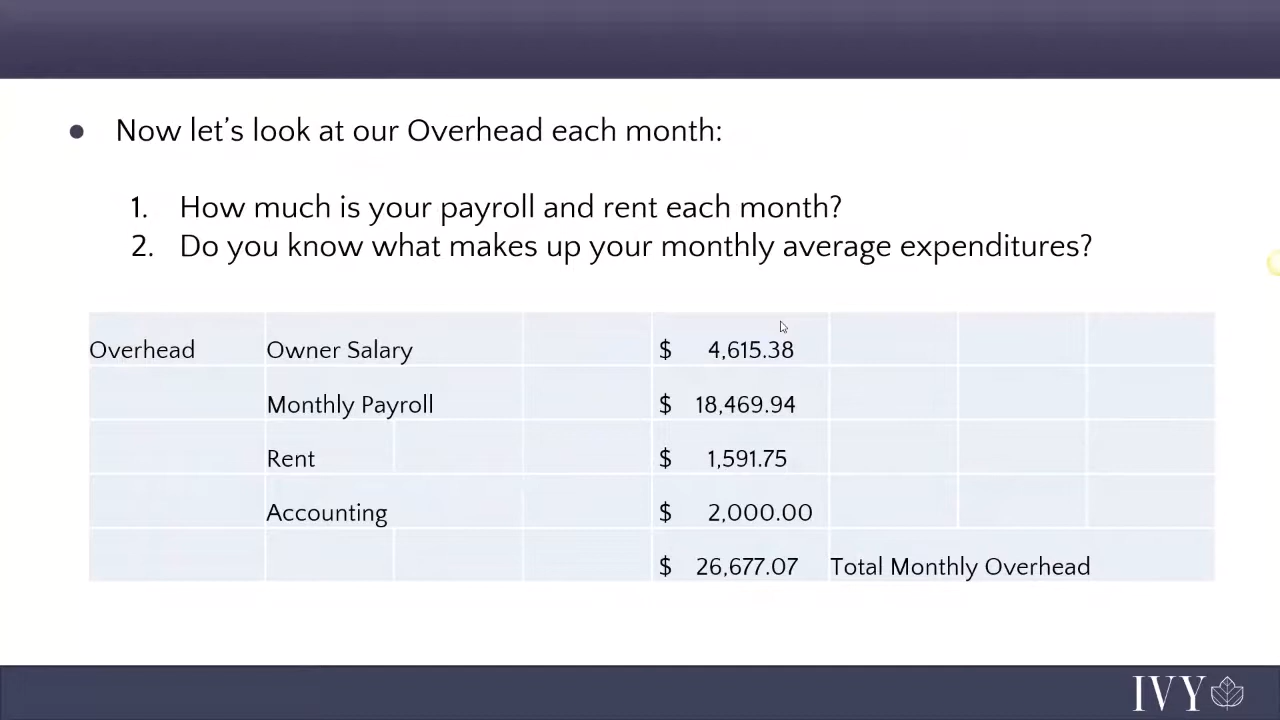 ● Now let's look at our Overhead each month:
1. How much is your payroll and rent each month?
2. Do you know what makes up your monthly average expenditures?
Overhead Owner Salary $ 4,615.38
Monthly Payroll $ 18,469.94
Rent $ 1,591.75
Accounting $ 2,000.00
$ 26,677.07 Total Monthly Overhead
IVY